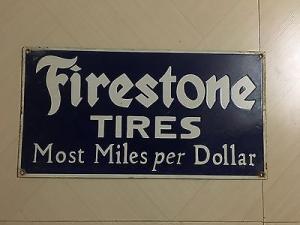 Firestone
TIRES
Most Miles per Dollar